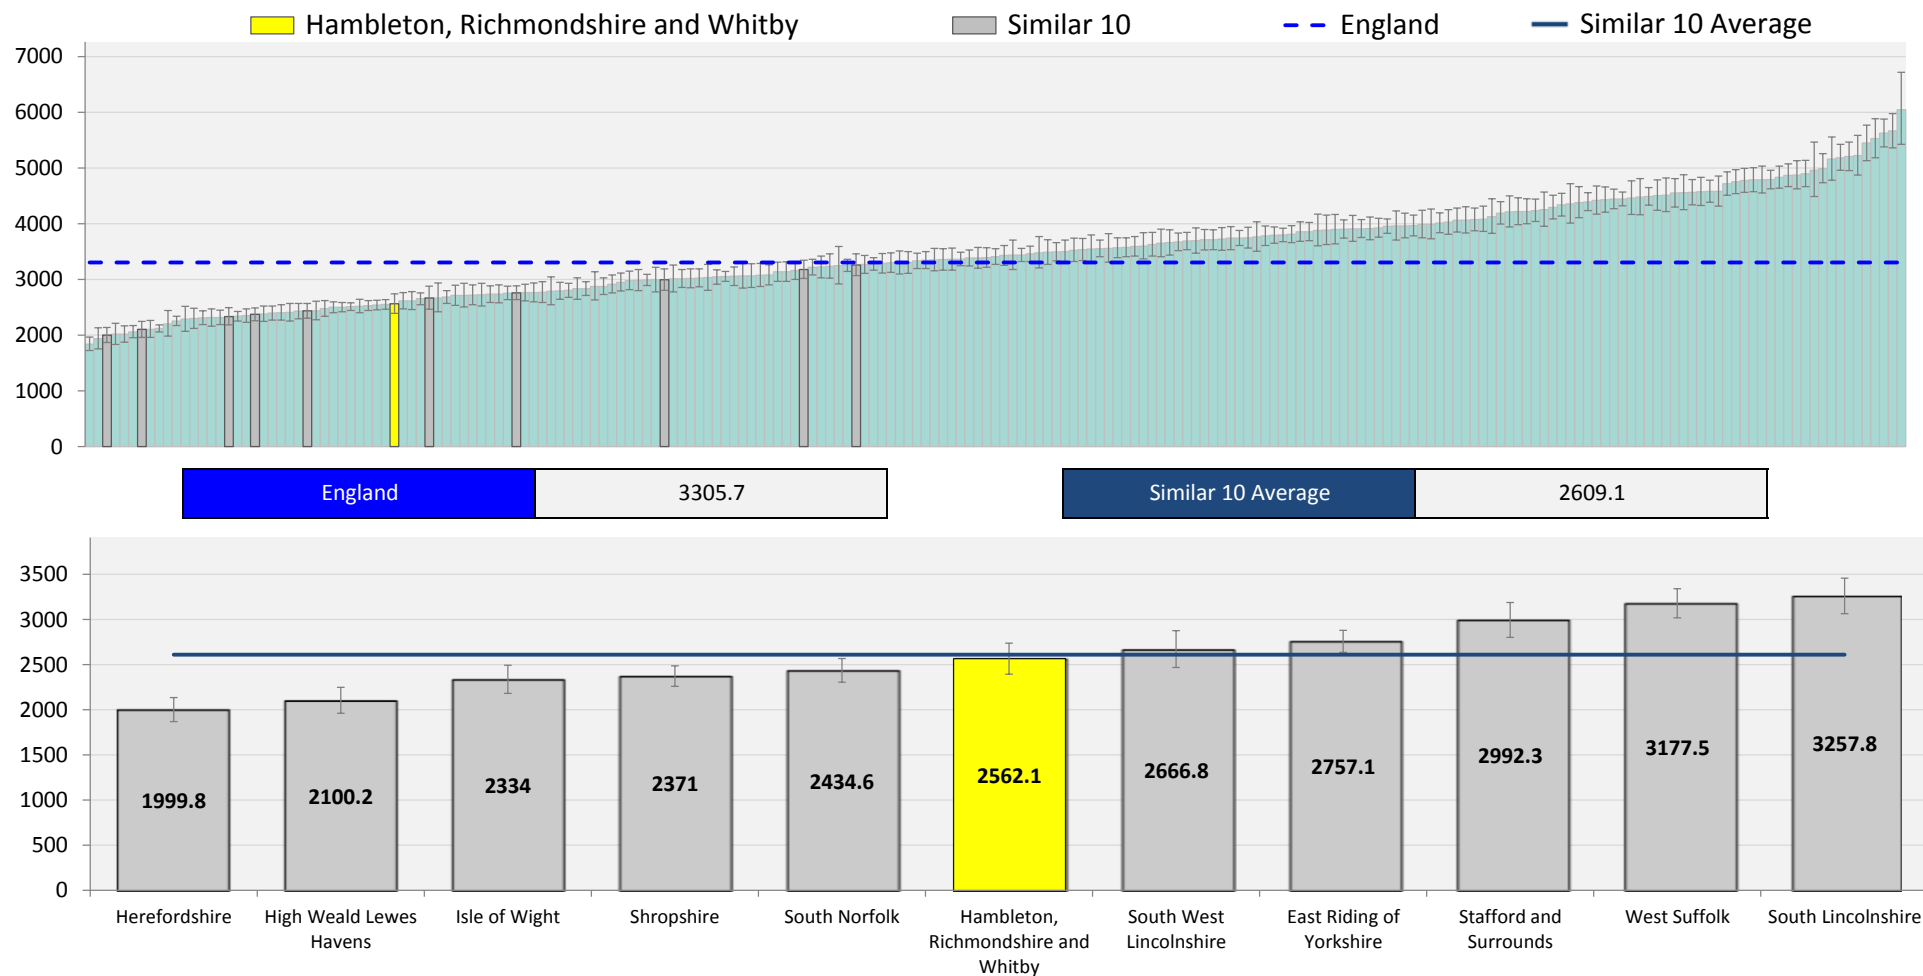 Hambleton, Richmondshire and Whitby Similar 10 England Similar 10 Average
7000
6000
5000
4000
3000
2000
1000
0
England 3305.7 Similar 10 Average 2609.1
3500
3000
2500
2000
1500
1000
500
0
1999.8 2100.2 2334 2371 2434.6 2562.1 2666.8 2757.1 2992.3 3177.5 3257.8
Herefordshire High Weald Lewes Isle of Wight Shropshire South Norfolk Hambleton, South West East Riding of Stafford and West Suffolk South Lincolnshire
Havens Richmondshire and Lincolnshire Yorkshire Surrounds
Whitby